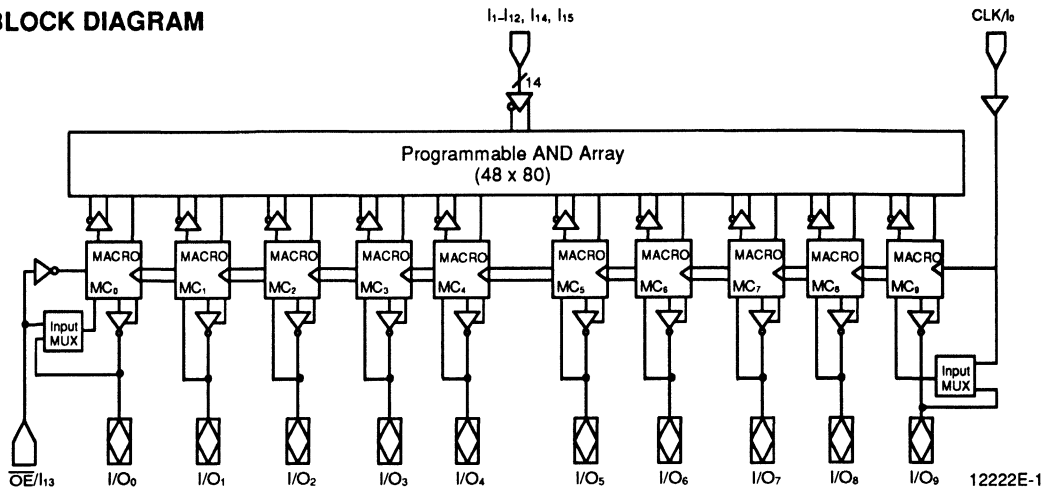 BLOCK DIAGRAM
I₁–I₁₂, I₁₄, I₁₅
CLK/I₀
14
Programmable AND Array
(48 x 80)
MACRO MACRO MACRO MACRO MACRO MACRO MACRO MACRO MACRO MACRO
MC₀ MC₁ MC₂ MC₃ MC₄ MC₅ MC₆ MC₇ MC₈ MC₉
Input
MUX
Input
MUX
O̅E̅/I₁₃ I/O₀ I/O₁ I/O₂ I/O₃ I/O₄ I/O₅ I/O₆ I/O₇ I/O₈ I/O₉ 12222E-1